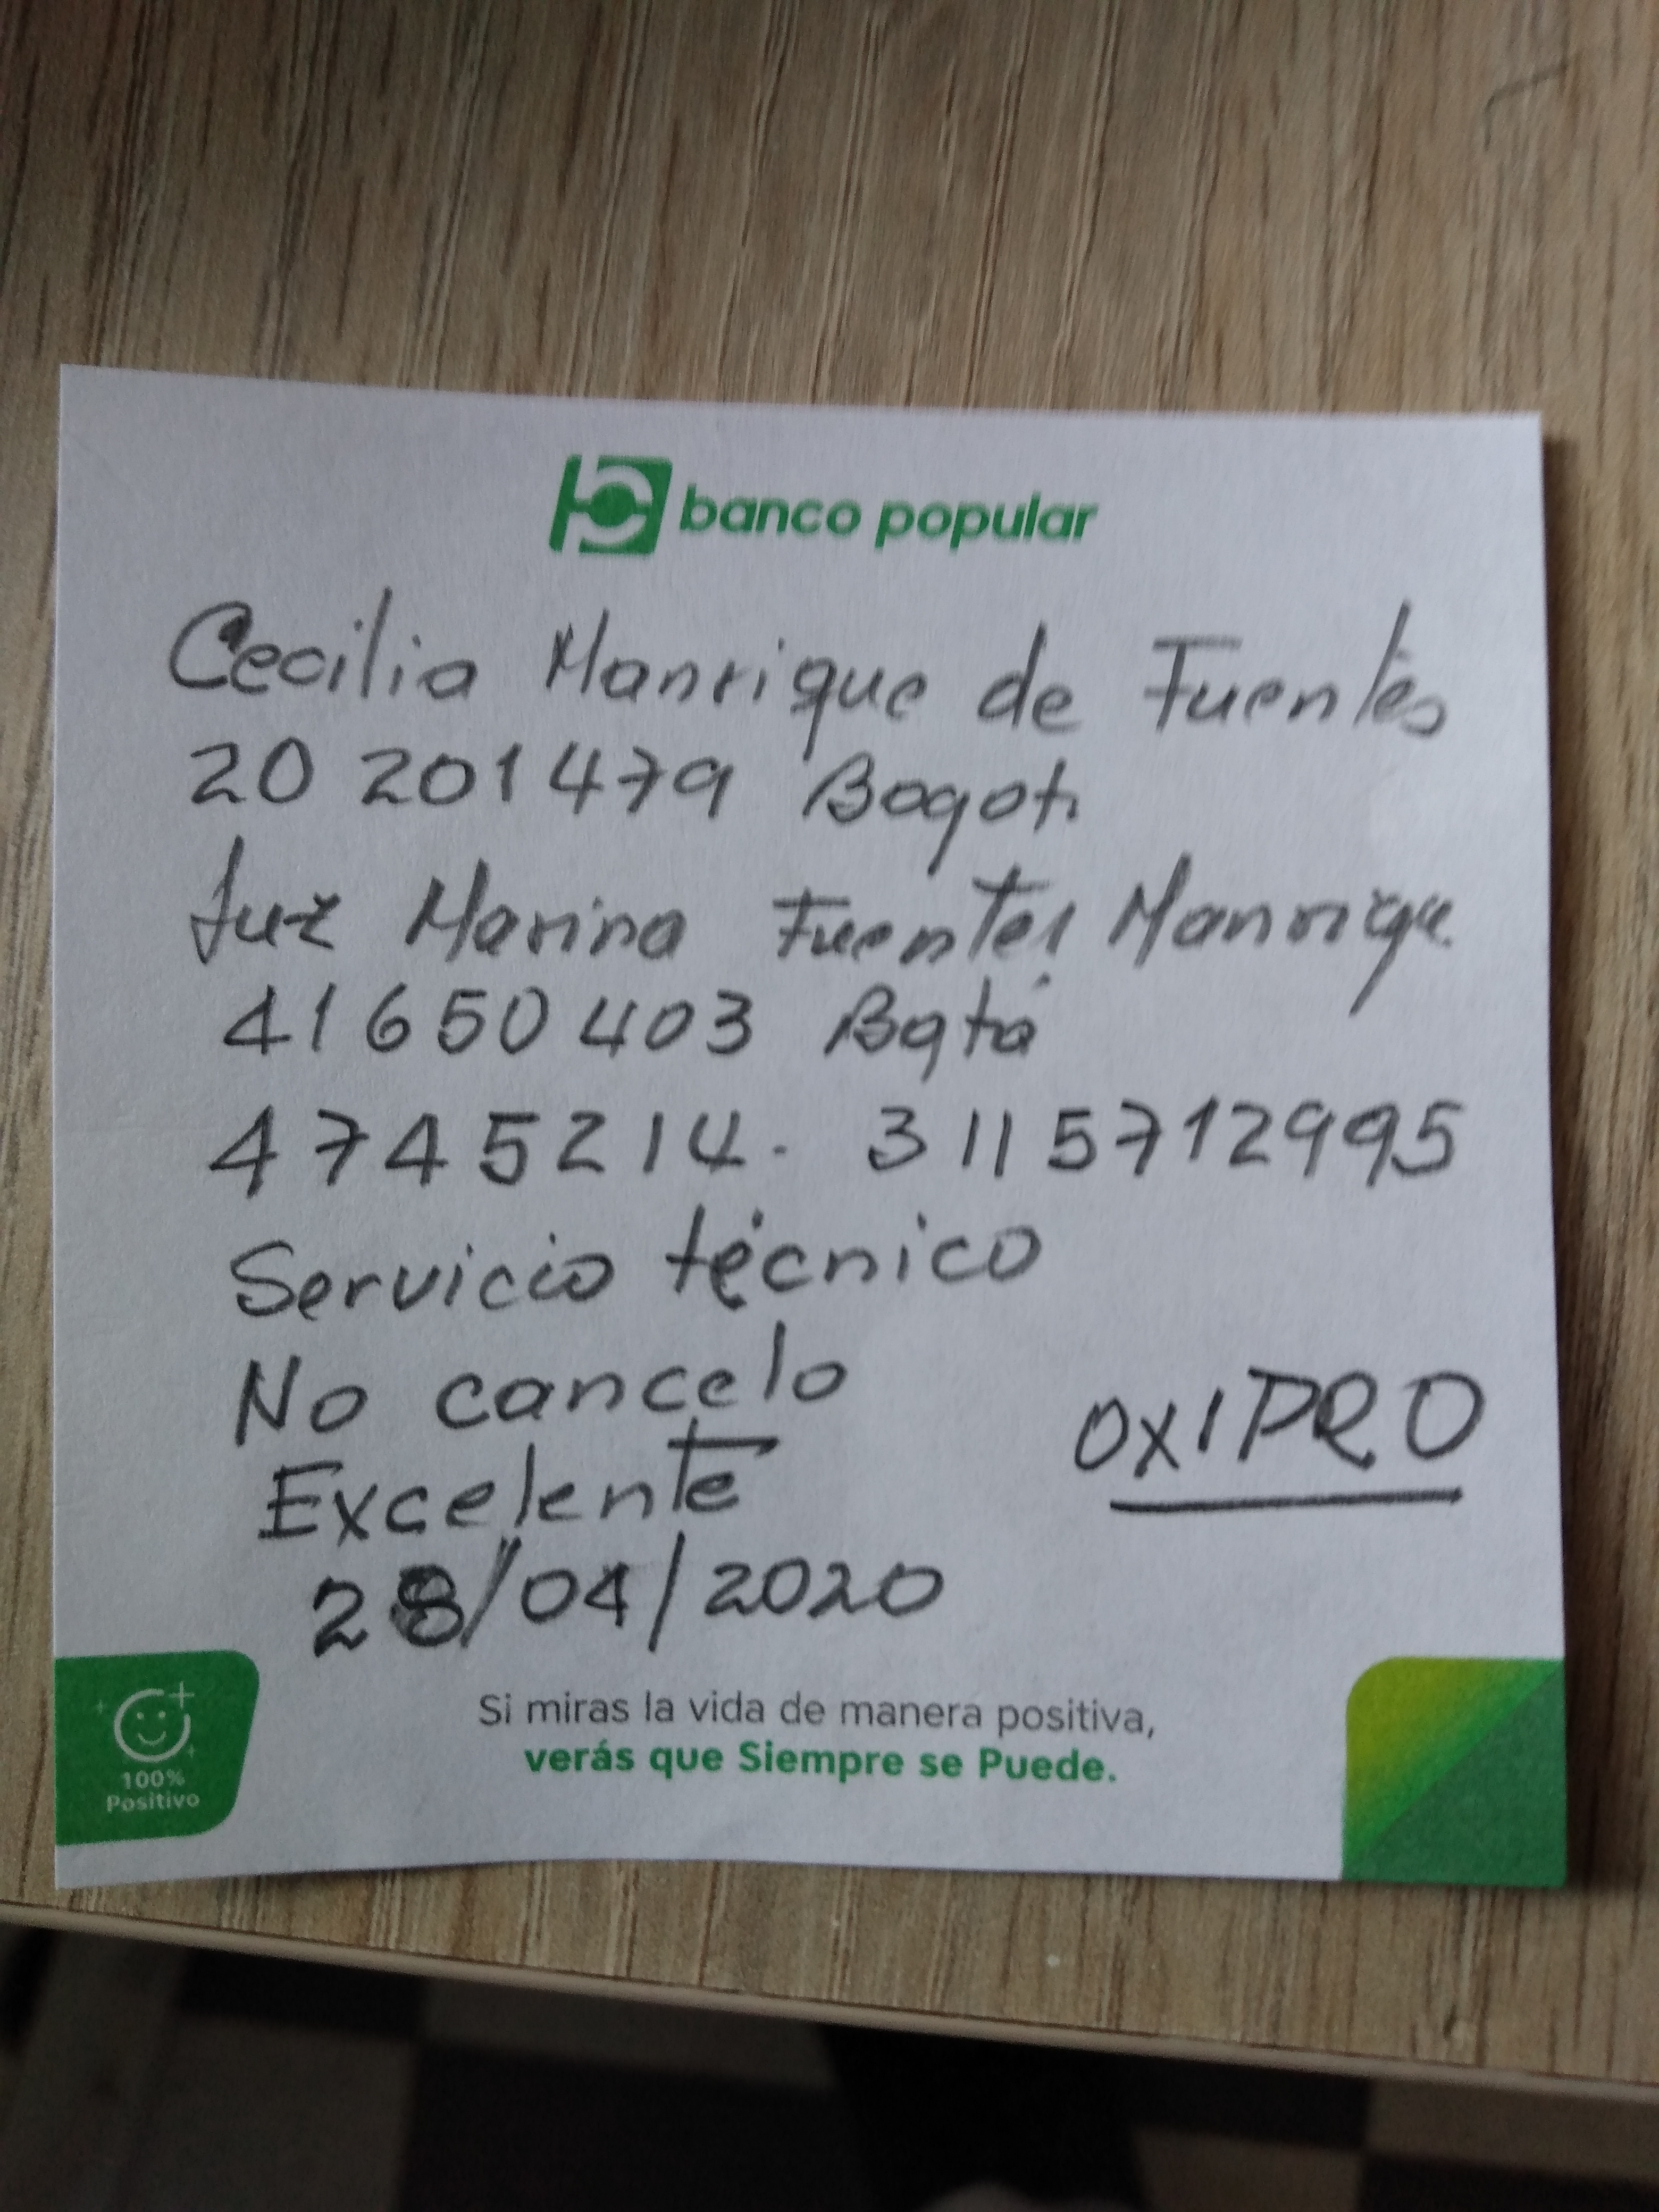 banco popular
Cecilia Manrique de Fuentes
20 201479 Bogotá
Luz Marina Fuentes Manrique
41650403 Bgtá
4745214. 3115712995
Servicio técnico
No cancelo
OXIPRO
Excelente
28/04/2020
Si miras la vida de manera positiva,
verás que Siempre se Puede.
100%
Positivo